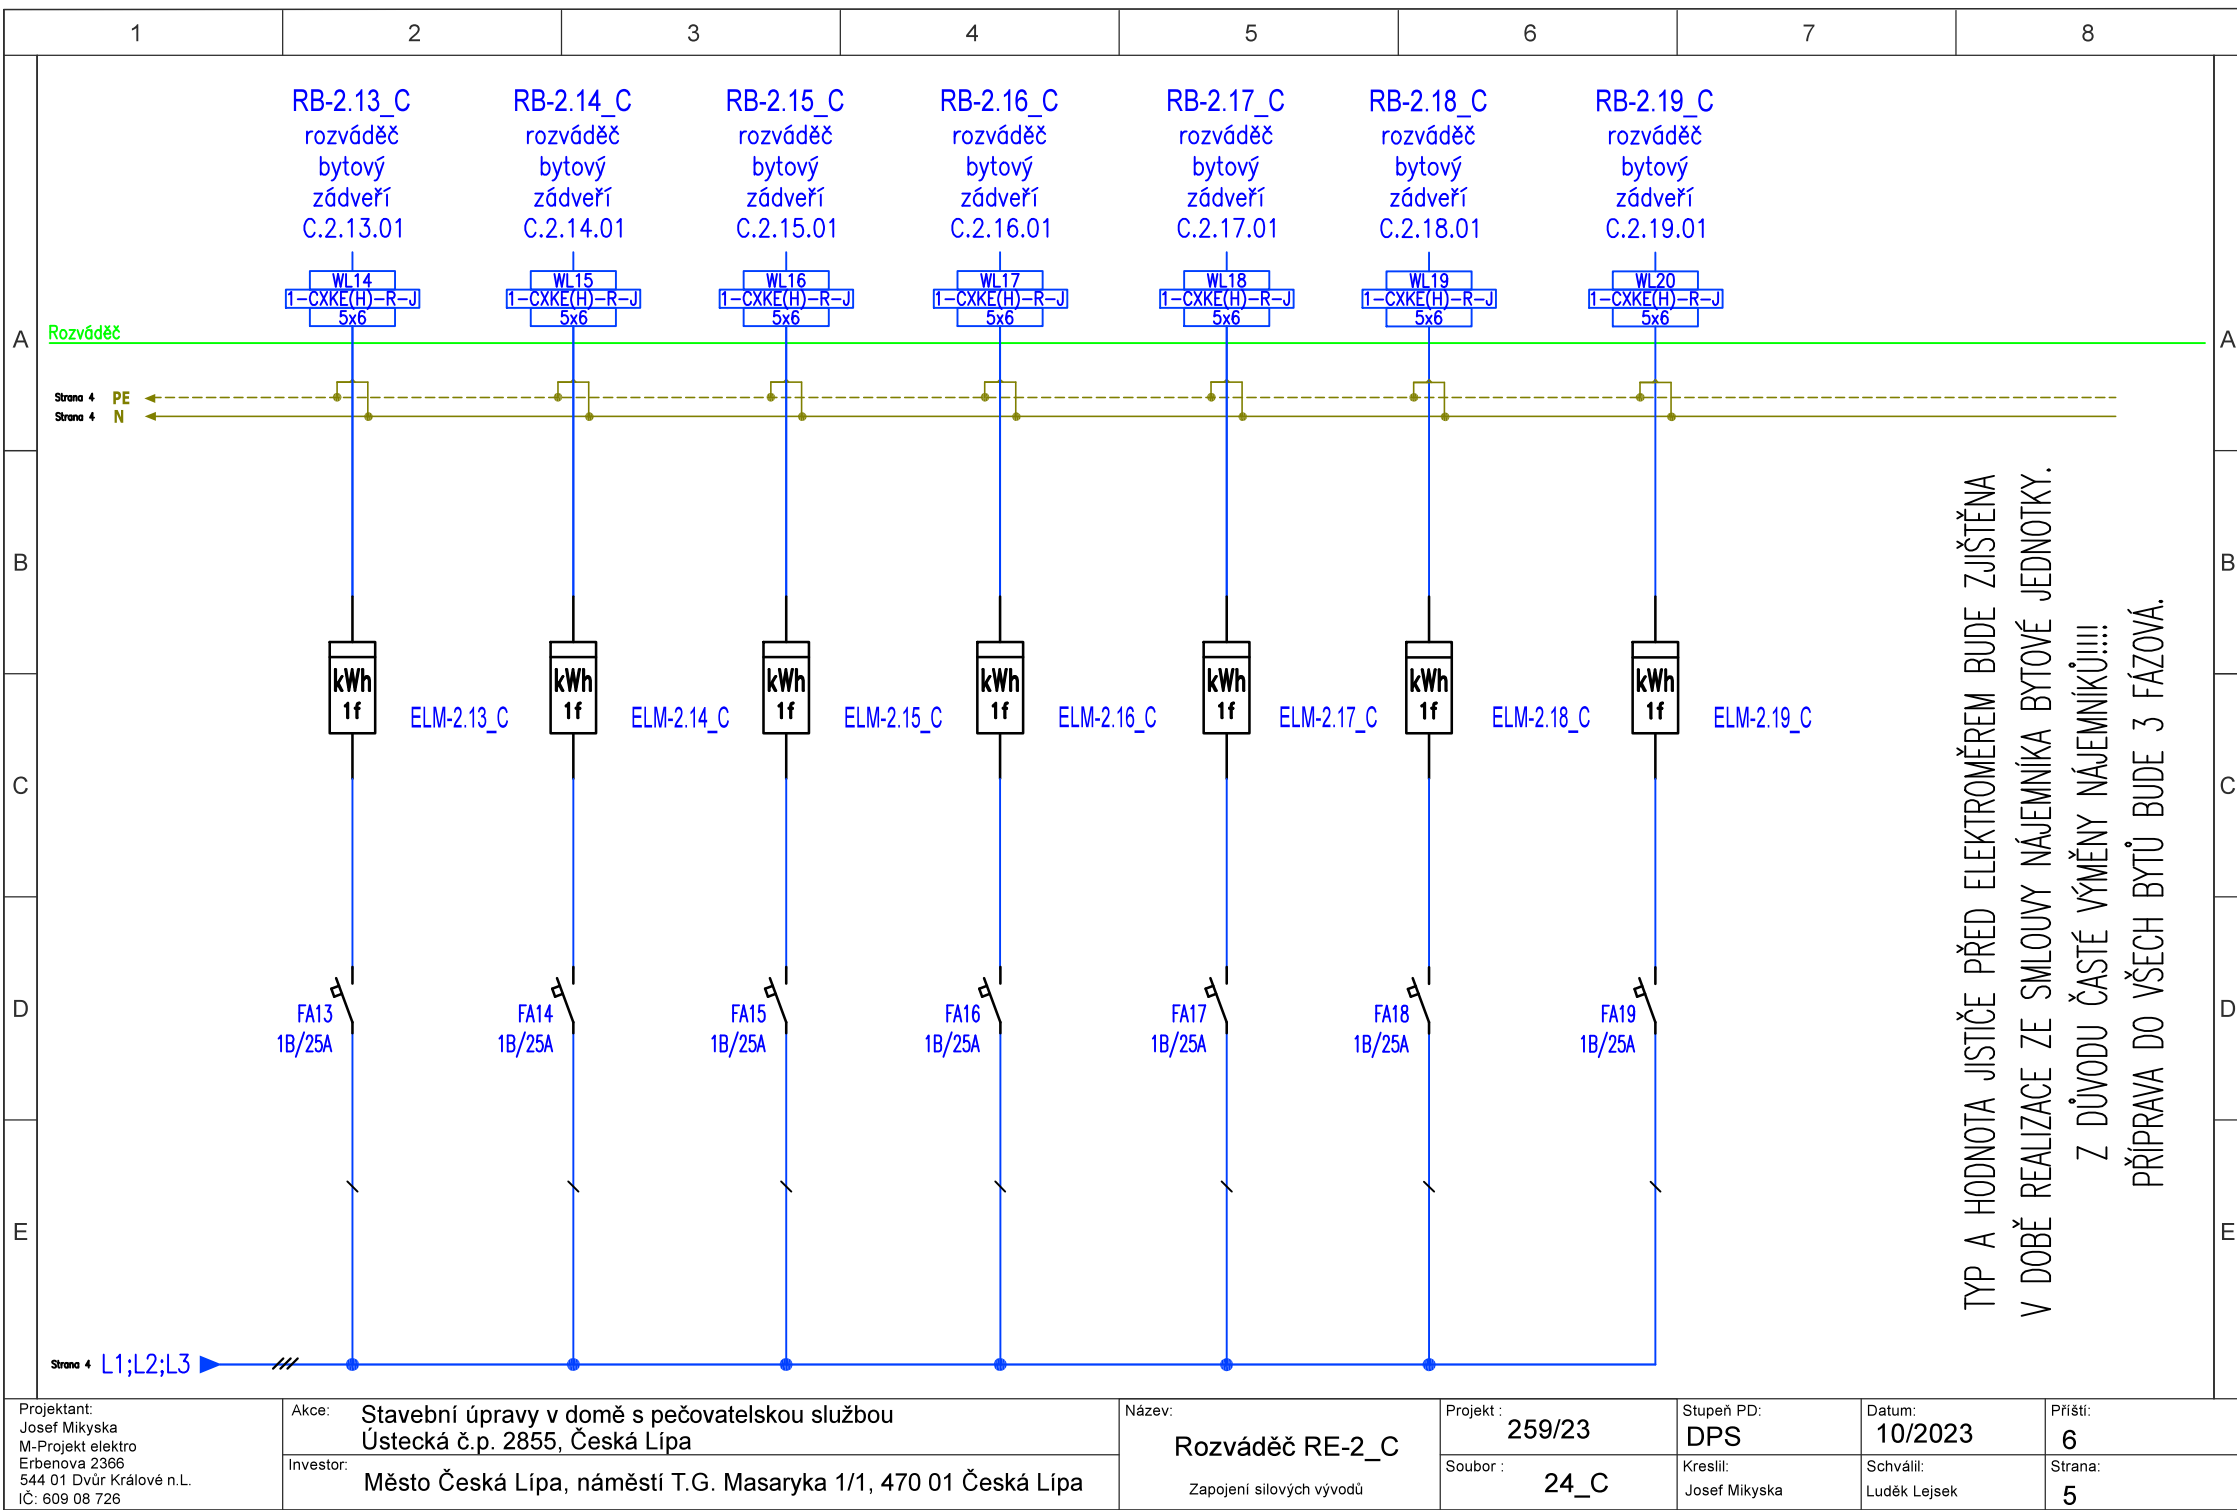 1 2 3 4 5 6 7 8
RB-2.13_C RB-2.14_C RB-2.15_C RB-2.16_C RB-2.17_C RB-2.18_C RB-2.19_C
rozváděč rozváděč rozváděč rozváděč rozváděč rozváděč rozváděč
bytový bytový bytový bytový bytový bytový bytový
zádveří zádveří zádveří zádveří zádveří zádveří zádveří
C.2.13.01 C.2.14.01 C.2.15.01 C.2.16.01 C.2.17.01 C.2.18.01 C.2.19.01
WL14 WL15 WL16 WL17 WL18 WL19 WL20
1-CXKE(H)-R-J 1-CXKE(H)-R-J 1-CXKE(H)-R-J 1-CXKE(H)-R-J 1-CXKE(H)-R-J 1-CXKE(H)-R-J 1-CXKE(H)-R-J
5x6 5x6 5x6 5x6 5x6 5x6 5x6
Rozváděč
A A
Strana 4 PE
Strana 4 N
B B
kWh kWh kWh kWh kWh kWh kWh
1f 1f 1f 1f 1f 1f 1f
ELM-2.13_C ELM-2.14_C ELM-2.15_C ELM-2.16_C ELM-2.17_C ELM-2.18_C ELM-2.19_C
C C
D D
FA13 FA14 FA15 FA16 FA17 FA18 FA19
1B/25A 1B/25A 1B/25A 1B/25A 1B/25A 1B/25A 1B/25A
E E
Strana 4 L1;L2;L3
TYP A HODNOTA JISTIČE PŘED ELEKTROMĚREM BUDE ZJIŠTĚNA
V DOBĚ REALIZACE ZE SMLOUVY NÁJEMNÍKA BYTOVÉ JEDNOTKY.
Z DŮVODU ČASTÉ VÝMĚNY NÁJEMNÍKŮ!!!!
PŘÍPRAVA DO VŠECH BYTŮ BUDE 3 FÁZOVÁ.
Projektant:
Josef Mikyska
M-Projekt elektro
Erbenova 2366
544 01 Dvůr Králové n.L.
IČ: 609 08 726
Akce: Stavební úpravy v domě s pečovatelskou službou
Ústecká č.p. 2855, Česká Lípa
Investor: Město Česká Lípa, náměstí T.G. Masaryka 1/1, 470 01 Česká Lípa
Název:
Rozváděč RE-2_C
Zapojení silových vývodů
Projekt : 259/23
Soubor : 24_C
Stupeň PD:
DPS
Kreslil:
Josef Mikyska
Datum:
10/2023
Schválil:
Luděk Lejsek
Příští:
6
Strana:
5